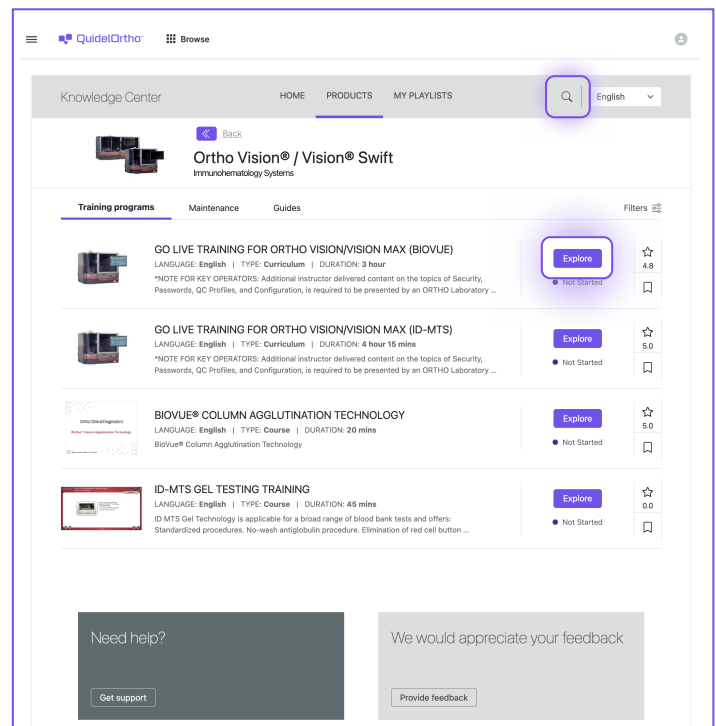 QuidelOrtho™
Browse
Knowledge Center
HOME
PRODUCTS
MY PLAYLISTS
English
Back
Ortho Vision® / Vision® Swift
Immunohematology Systems
Training programs
Maintenance
Guides
Filters
GO LIVE TRAINING FOR ORTHO VISION/VISION MAX (BIOVUE)
LANGUAGE: English | TYPE: Curriculum | DURATION: 3 hour
*NOTE FOR KEY OPERATORS: Additional instructor delivered content on the topics of Security,
Passwords, QC Profiles, and Configuration, is required to be presented by an ORTHO Laboratory ...
Explore
Not Started
4.8
GO LIVE TRAINING FOR ORTHO VISION/VISION MAX (ID-MTS)
LANGUAGE: English | TYPE: Curriculum | DURATION: 4 hour 15 mins
*NOTE FOR KEY OPERATORS: Additional instructor delivered content on the topics of Security,
Passwords, QC Profiles, and Configuration, is required to be presented by an ORTHO Laboratory ...
Explore
Not Started
5.0
Ortho Clinical Diagnostics
BioVue® Column Agglutination Technology
BIOVUE® COLUMN AGGLUTINATION TECHNOLOGY
LANGUAGE: English | TYPE: Course | DURATION: 20 mins
BioVue® Column Agglutination Technology
Explore
Not Started
5.0
ID-MTS GEL TESTING TRAINING
LANGUAGE: English | TYPE: Course | DURATION: 45 mins
ID MTS Gel Technology is applicable for a broad range of blood bank tests and offers:
Standardized procedures. No-wash antiglobulin procedure. Elimination of red cell button ...
Explore
Not Started
0.0
Need help?
Get support
We would appreciate your feedback
Provide feedback